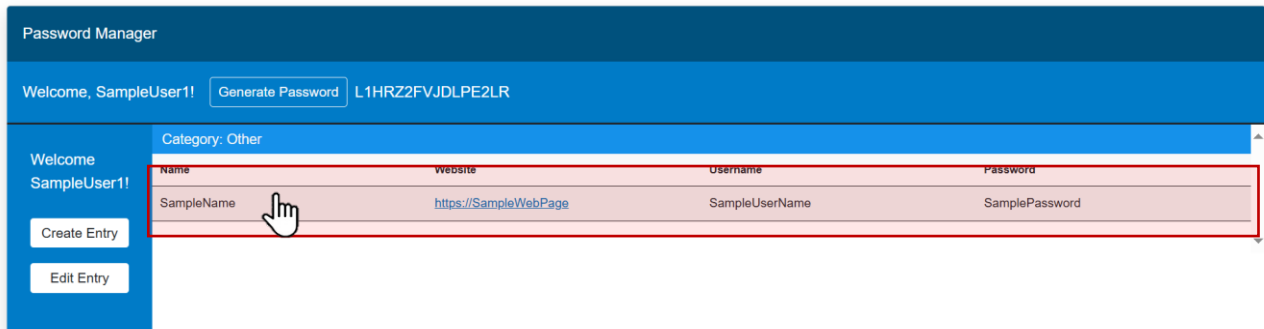 Password Manager
Welcome, SampleUser1! Generate Password L1HRZ2FVJDLPE2LR
Category: Other
Welcome
SampleUser1!
Name Website Username Password
SampleName https://SampleWebPage SampleUserName SamplePassword
Create Entry
Edit Entry